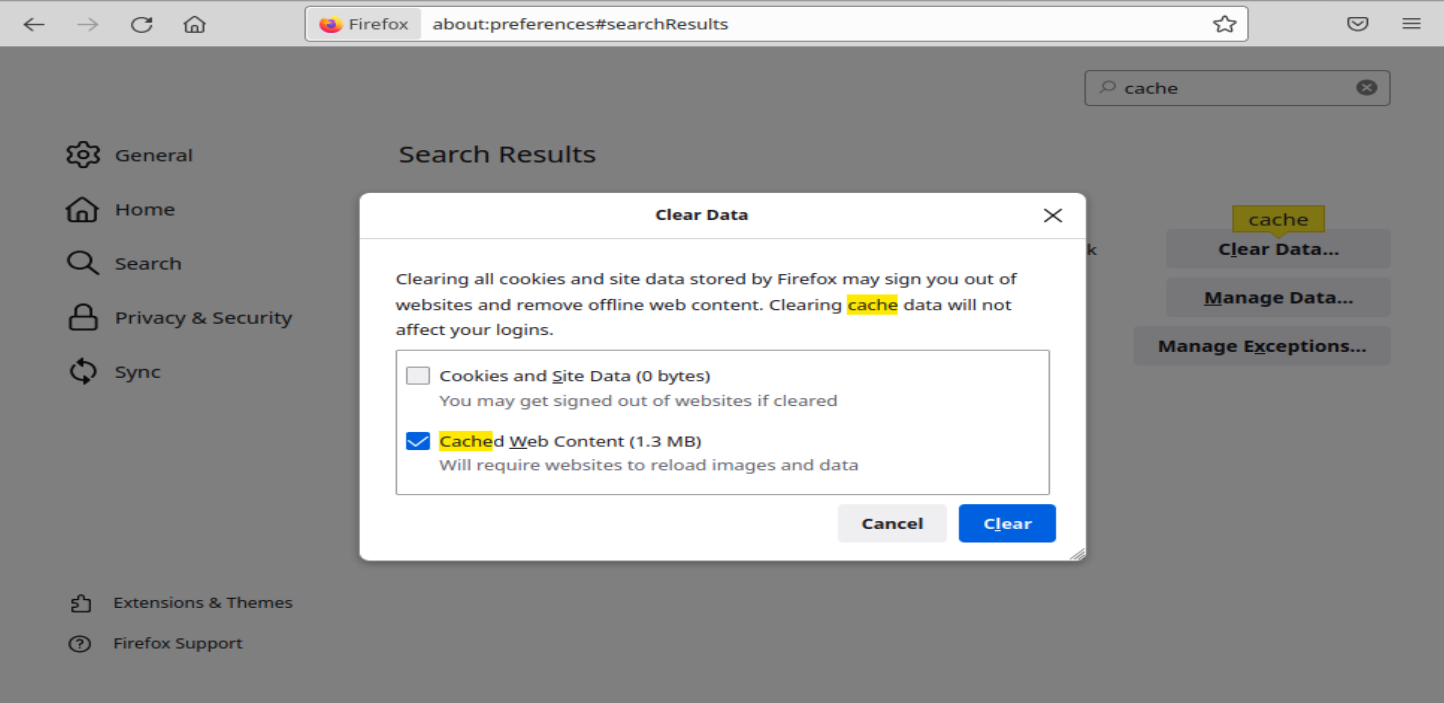 Firefox about:preferences#searchResults
cache
General
Home
Search
Privacy & Security
Sync
Extensions & Themes
Firefox Support
Search Results
k
cache
Clear Data...
Manage Data...
Manage Exceptions...
Clear Data
Clearing all cookies and site data stored by Firefox may sign you out of
websites and remove offline web content. Clearing cache data will not
affect your logins.
Cookies and Site Data (0 bytes)
You may get signed out of websites if cleared
Cached Web Content (1.3 MB)
Will require websites to reload images and data
Cancel Clear